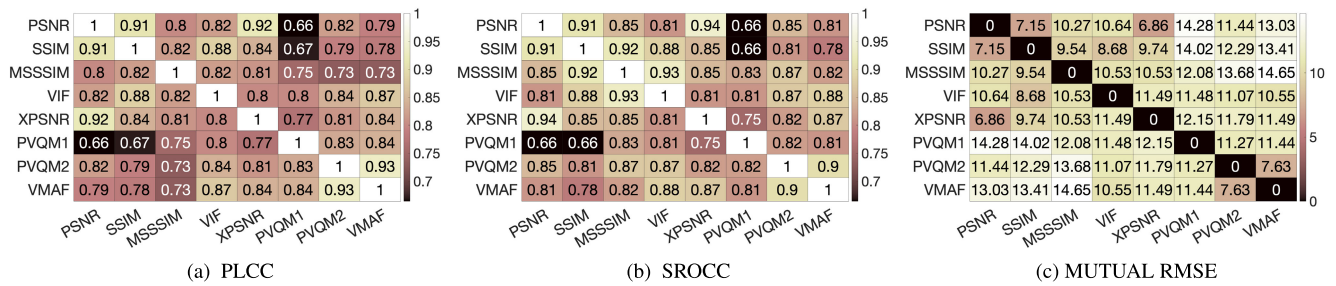 PSNR 1 0.91 0.8 0.82 0.92 0.66 0.82 0.79
SSIM 0.91 1 0.82 0.88 0.84 0.67 0.79 0.78
MSSSIM 0.8 0.82 1 0.82 0.81 0.75 0.73 0.73
VIF 0.82 0.88 0.82 1 0.8 0.8 0.84 0.87
XPSNR 0.92 0.84 0.81 0.8 1 0.77 0.81 0.84
PVQM1 0.66 0.67 0.75 0.8 0.77 1 0.83 0.84
PVQM2 0.82 0.79 0.73 0.84 0.81 0.83 1 0.93
VMAF 0.79 0.78 0.73 0.87 0.84 0.84 0.93 1
PSNR SSIM MSSSIM VIF XPSNR PVQM1 PVQM2 VMAF
1
0.95
0.9
0.85
0.8
0.75
0.7
(a) PLCC
PSNR 1 0.91 0.85 0.81 0.94 0.66 0.85 0.81
SSIM 0.91 1 0.92 0.88 0.85 0.66 0.81 0.78
MSSSIM 0.85 0.92 1 0.93 0.85 0.83 0.87 0.82
VIF 0.81 0.88 0.93 1 0.81 0.81 0.87 0.88
XPSNR 0.94 0.85 0.85 0.81 1 0.75 0.82 0.87
PVQM1 0.66 0.66 0.83 0.81 0.75 1 0.82 0.81
PVQM2 0.85 0.81 0.87 0.87 0.82 0.82 1 0.9
VMAF 0.81 0.78 0.82 0.88 0.87 0.81 0.9 1
PSNR SSIM MSSSIM VIF XPSNR PVQM1 PVQM2 VMAF
1
0.95
0.9
0.85
0.8
0.75
0.7
(b) SROCC
PSNR 0 7.15 10.27 10.64 6.86 14.28 11.44 13.03
SSIM 7.15 0 9.54 8.68 9.74 14.02 12.29 13.41
MSSSIM 10.27 9.54 0 10.53 10.53 12.08 13.68 14.65
VIF 10.64 8.68 10.53 0 11.49 11.48 11.07 10.55
XPSNR 6.86 9.74 10.53 11.49 0 12.15 11.79 11.49
PVQM1 14.28 14.02 12.08 11.48 12.15 0 11.27 11.44
PVQM2 11.44 12.29 13.68 11.07 11.79 11.27 0 7.63
VMAF 13.03 13.41 14.65 10.55 11.49 11.44 7.63 0
PSNR SSIM MSSSIM VIF XPSNR PVQM1 PVQM2 VMAF
10
5
0
(c) MUTUAL RMSE